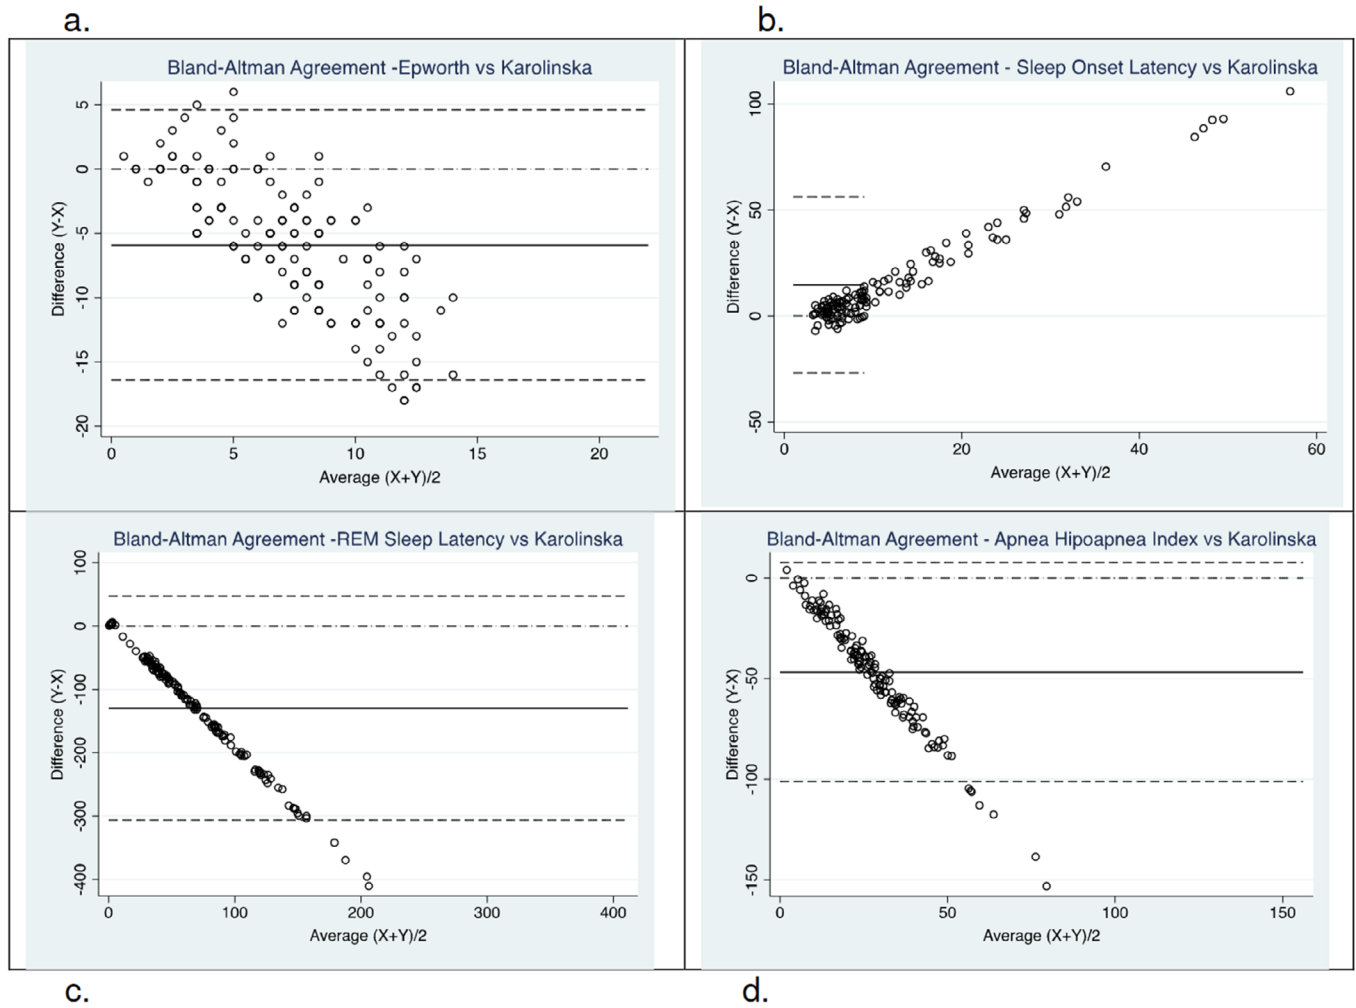 a.
b.
Bland-Altman Agreement -Epworth vs Karolinska
5
0
-5
-10
-15
-20
Difference (Y-X)
0 5 10 15 20
Average (X+Y)/2
Bland-Altman Agreement - Sleep Onset Latency vs Karolinska
100
50
0
-50
Difference (Y-X)
0 20 40 60
Average (X+Y)/2
Bland-Altman Agreement -REM Sleep Latency vs Karolinska
100
0
-100
-200
-300
-400
Difference (Y-X)
0 100 200 300 400
Average (X+Y)/2
Bland-Altman Agreement - Apnea Hipoapnea Index vs Karolinska
0
-50
-100
-150
Difference (Y-X)
0 50 100 150
Average (X+Y)/2
c.
d.